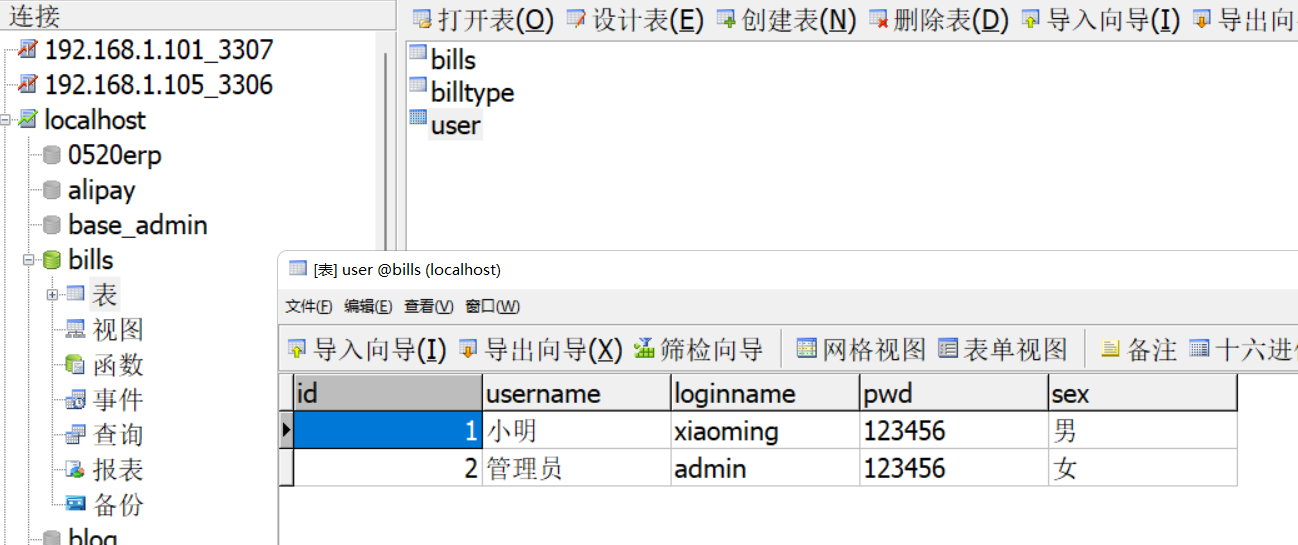 连接
192.168.1.101_3307
192.168.1.105_3306
localhost
0520erp
alipay
base_admin
bills
表
视图
函数
事件
查询
报表
备份
blog
打开表(O) 设计表(E) 创建表(N) 删除表(D) 导入向导(I) 导出向
bills
billtype
user
[表] user @bills (localhost)
文件(F) 编辑(E) 查看(V) 窗口(W)
导入向导(I) 导出向导(X) 筛检向导 网格视图 表单视图 备注 十六进
id username loginname pwd sex
1 小明 xiaoming 123456 男
2 管理员 admin 123456 女